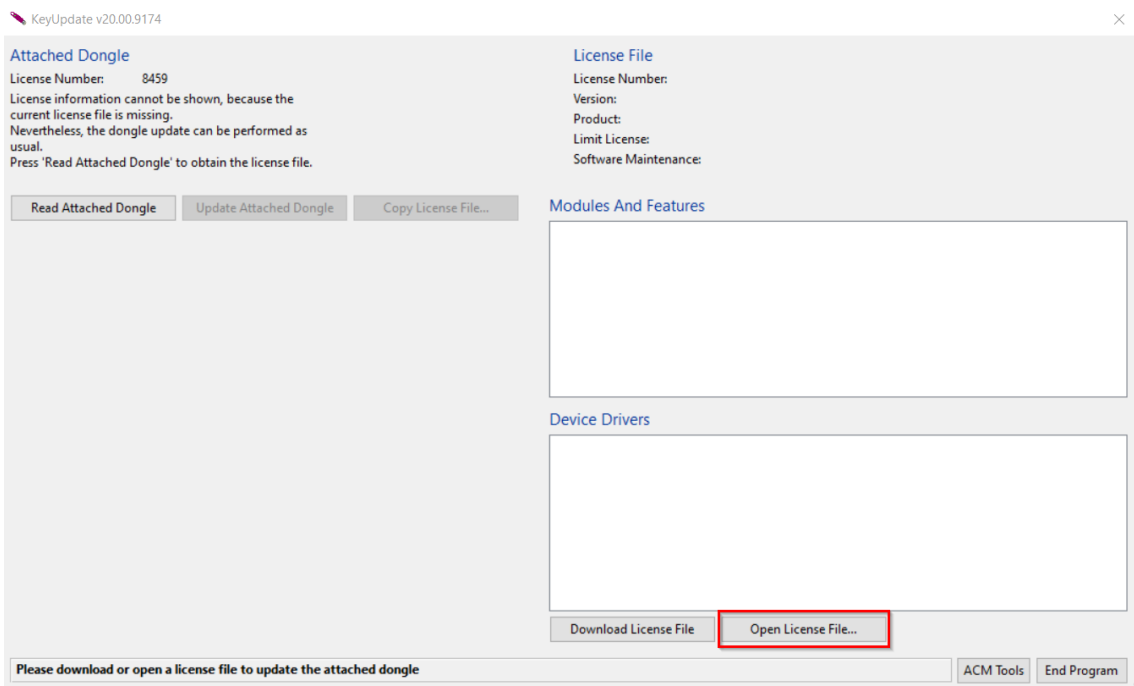 KeyUpdate v20.00.9174
Attached Dongle
License Number: 8459
License information cannot be shown, because the
current license file is missing.
Nevertheless, the dongle update can be performed as
usual.
Press 'Read Attached Dongle' to obtain the license file.
Read Attached Dongle
Update Attached Dongle
Copy License File...
License File
License Number:
Version:
Product:
Limit License:
Software Maintenance:
Modules And Features
Device Drivers
Download License File
Open License File...
Please download or open a license file to update the attached dongle
ACM Tools
End Program